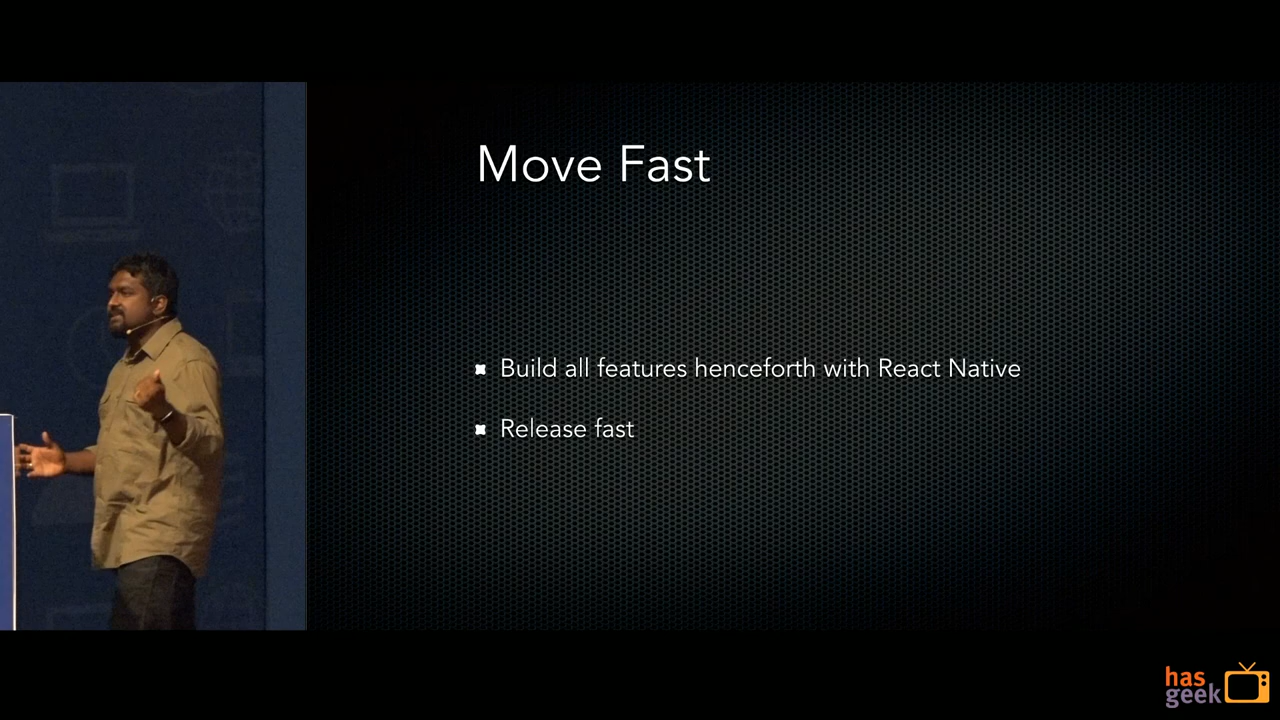 Move Fast
Build all features henceforth with React Native
Release fast
has
geek